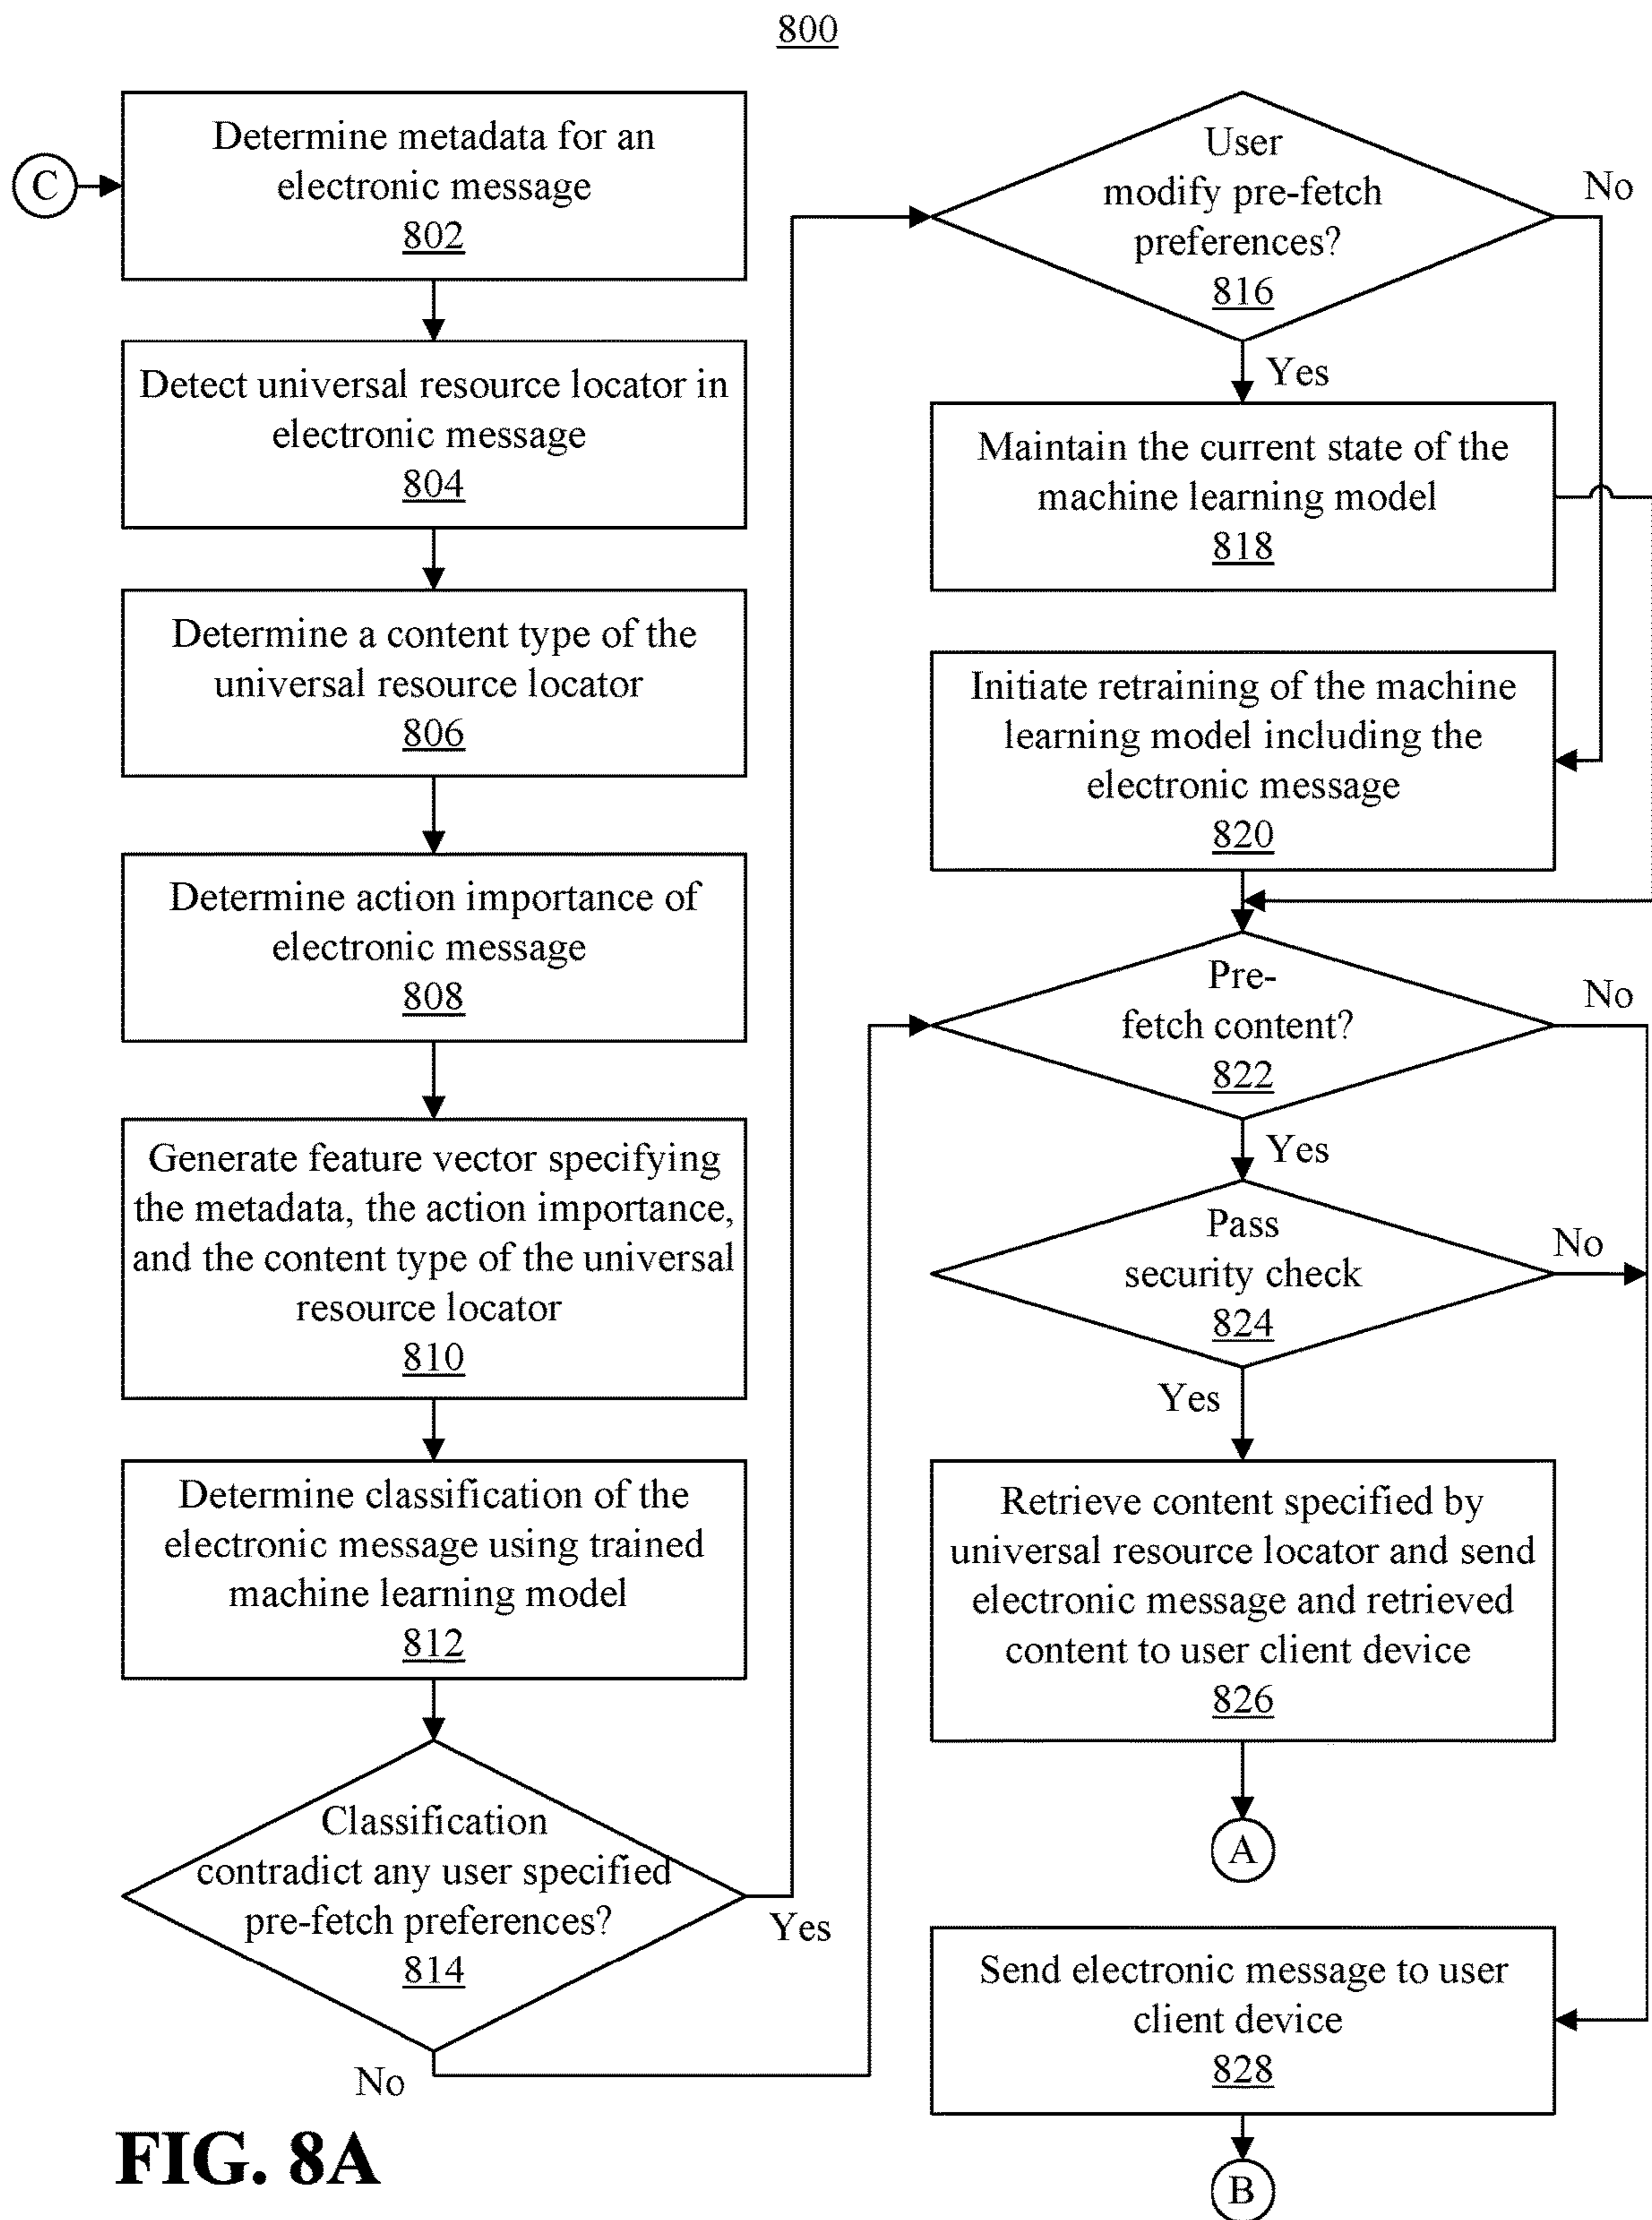 800
C
Determine metadata for an
electronic message
802
Detect universal resource locator in
electronic message
804
Determine a content type of the
universal resource locator
806
Determine action importance of
electronic message
808
Generate feature vector specifying
the metadata, the action importance,
and the content type of the universal
resource locator
810
Determine classification of the
electronic message using trained
machine learning model
812
Classification
contradict any user specified
pre-fetch preferences?
814
Yes
No
User
modify pre-fetch
preferences?
816
No
Yes
Maintain the current state of the
machine learning model
818
Initiate retraining of the machine
learning model including the
electronic message
820
Pre-
fetch content?
822
No
Yes
Pass
security check
824
No
Yes
Retrieve content specified by
universal resource locator and send
electronic message and retrieved
content to user client device
826
A
Send electronic message to user
client device
828
B
FIG. 8A